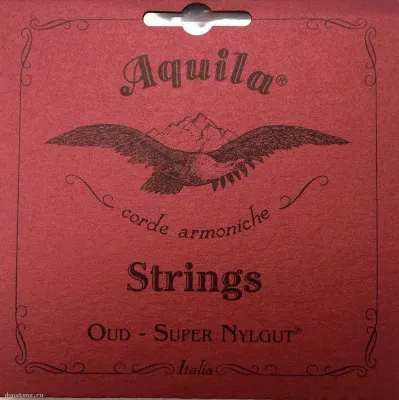 Aquila®
corde armoniche
Strings
OUD - SUPER NYLGUT®
Italia